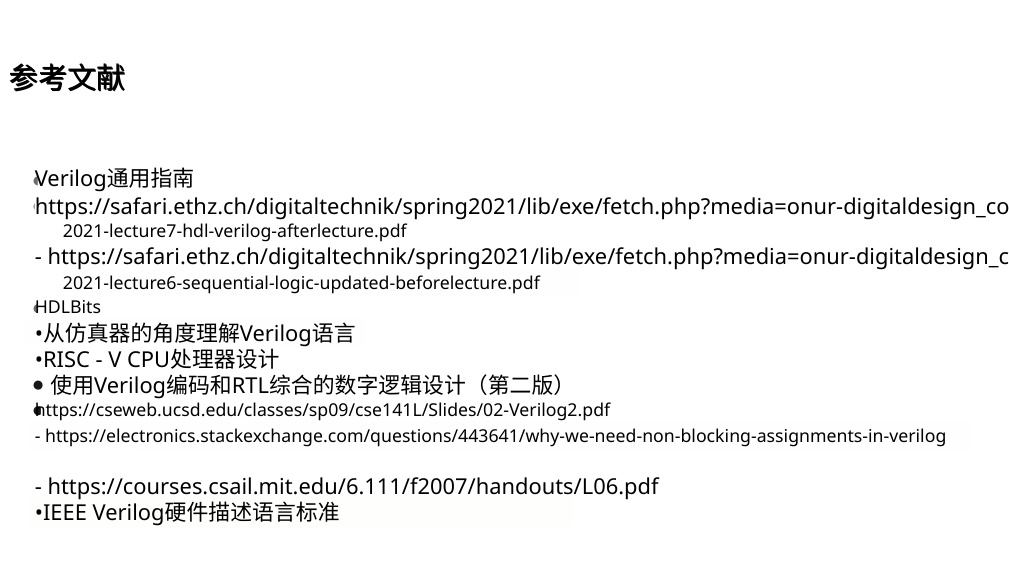 参考文献
Verilog通用指南
https://safari.ethz.ch/digitaltechnik/spring2021/lib/exe/fetch.php?media=onur-digitaldesign_co
2021-lecture7-hdl-verilog-afterlecture.pdf
- https://safari.ethz.ch/digitaltechnik/spring2021/lib/exe/fetch.php?media=onur-digitaldesign_c
2021-lecture6-sequential-logic-updated-beforelecture.pdf
HDLBits
•从仿真器的角度理解Verilog语言
•RISC - V CPU处理器设计
● 使用Verilog编码和RTL综合的数字逻辑设计（第二版）
https://cseweb.ucsd.edu/classes/sp09/cse141L/Slides/02-Verilog2.pdf
- https://electronics.stackexchange.com/questions/443641/why-we-need-non-blocking-assignments-in-verilog
- https://courses.csail.mit.edu/6.111/f2007/handouts/L06.pdf
•IEEE Verilog硬件描述语言标准